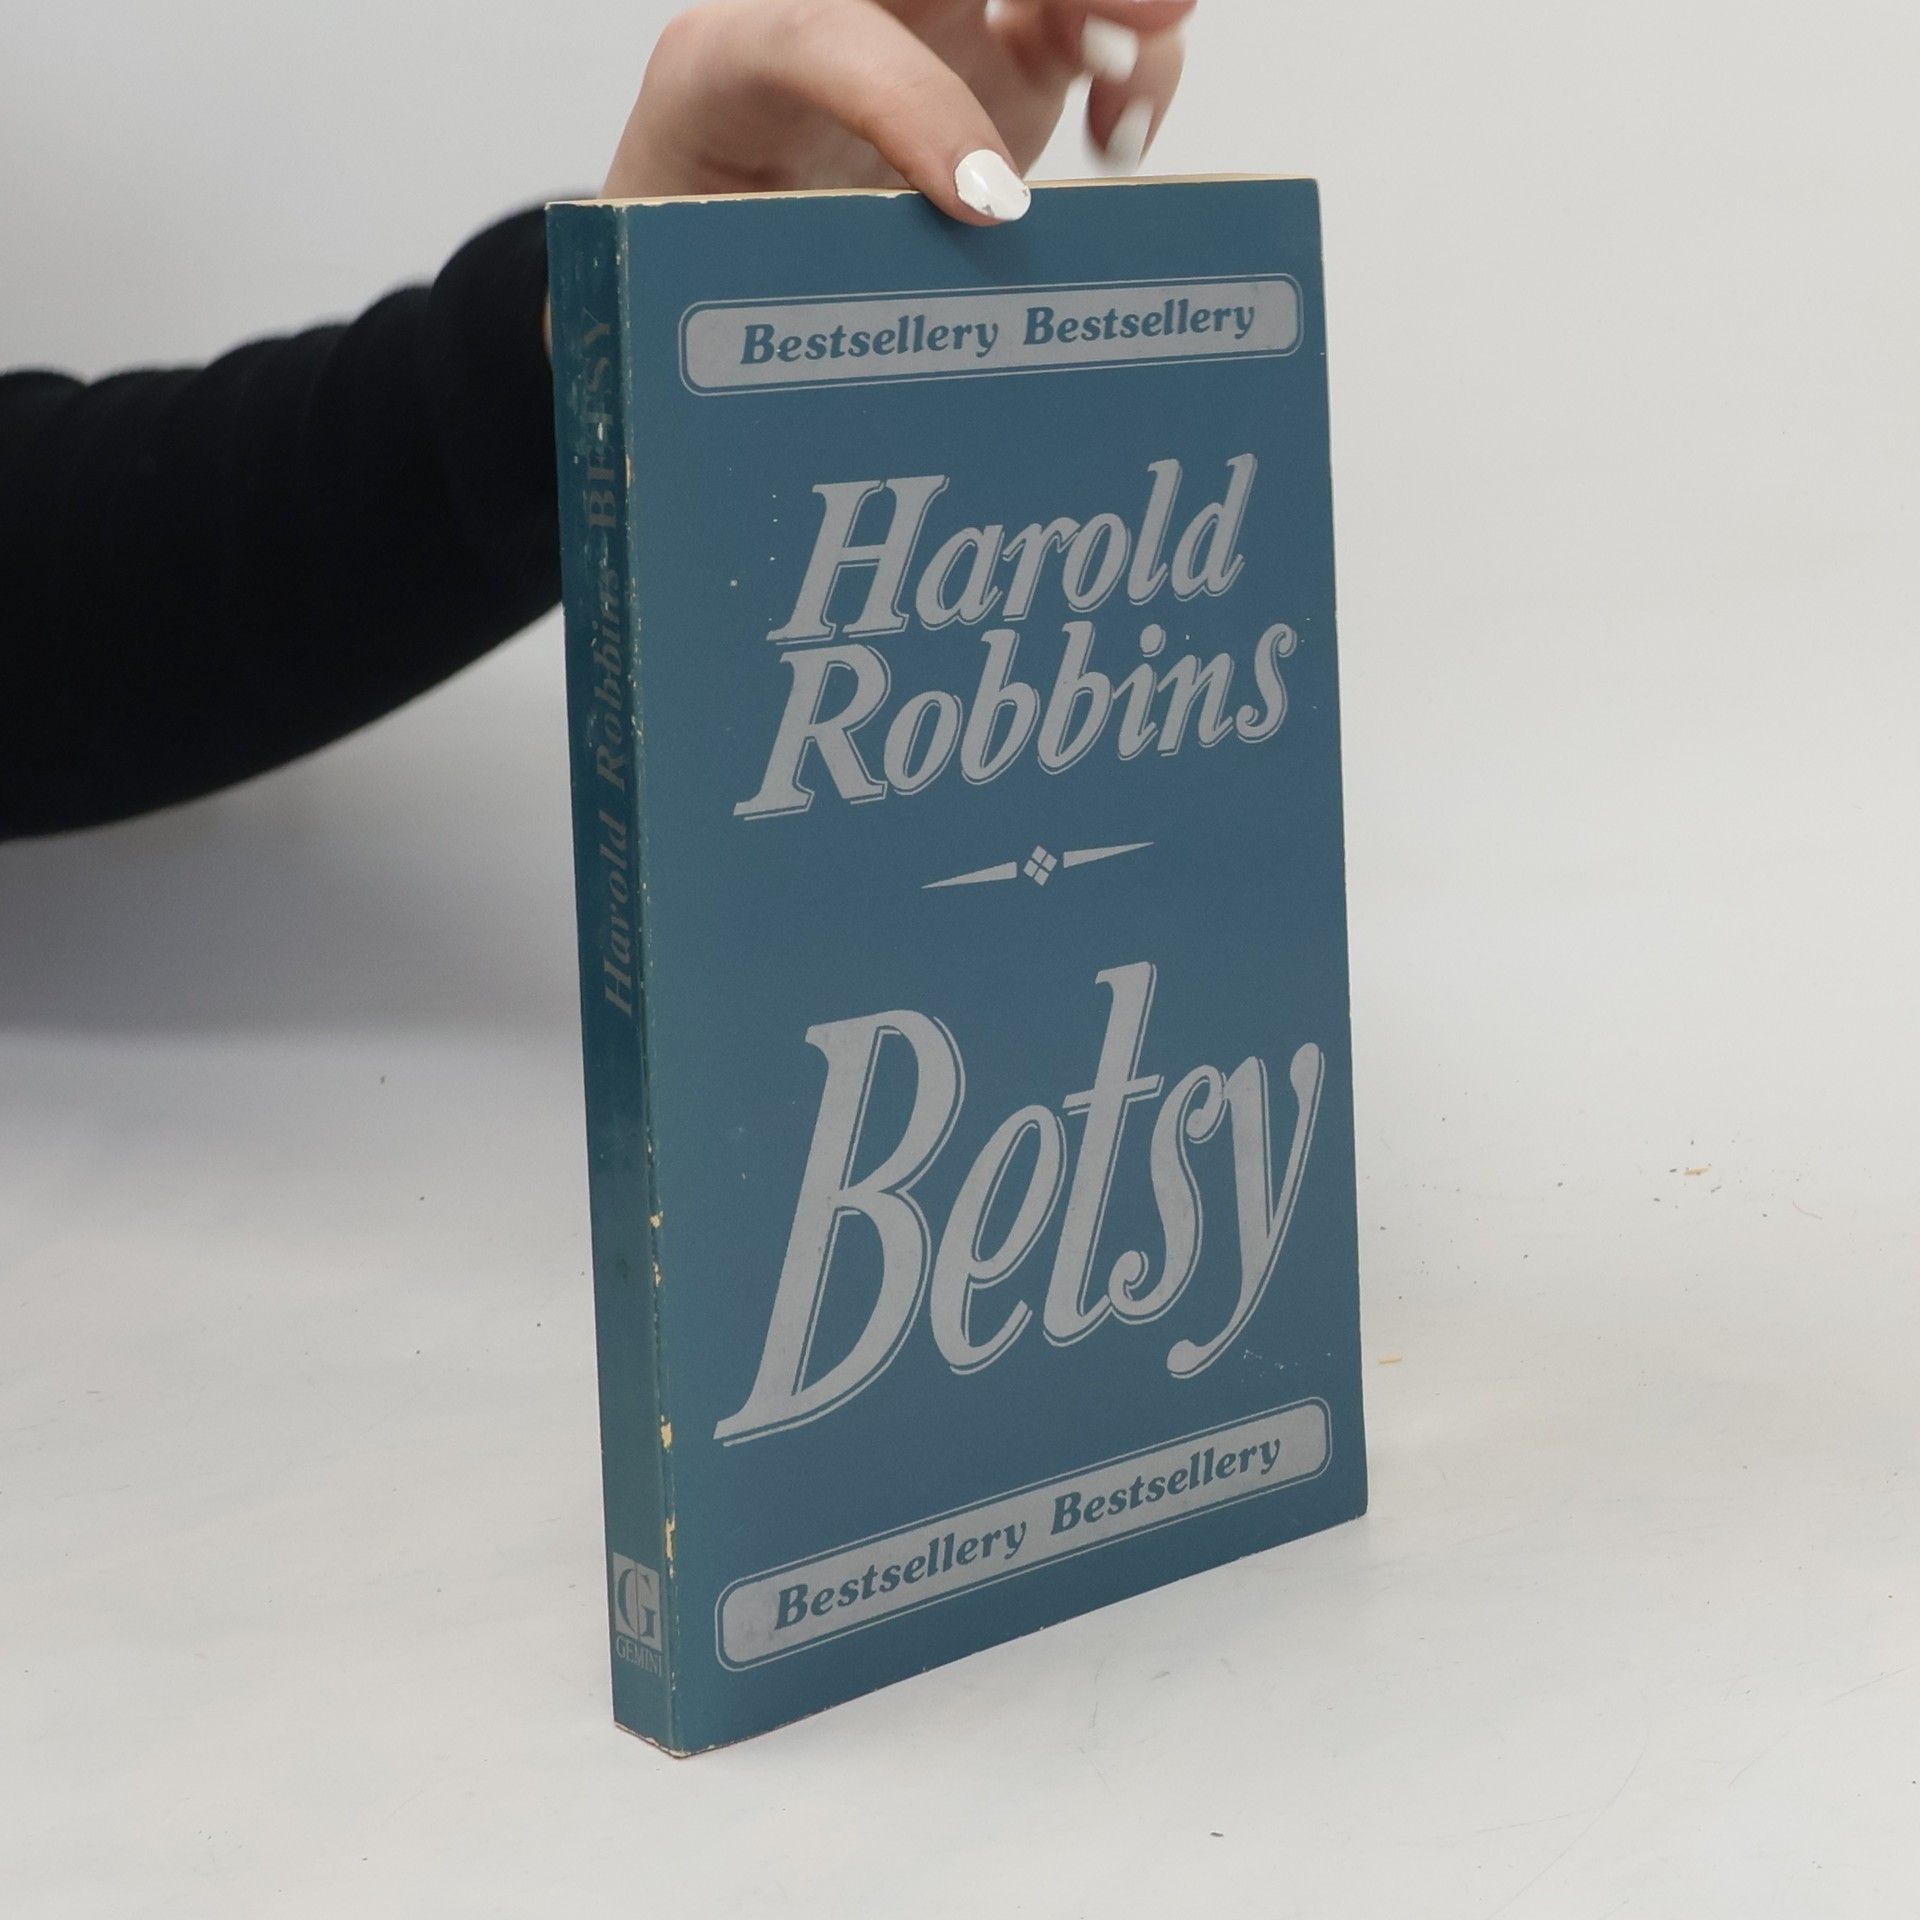 Bestsellery Bestsellery
Harold
Robbins
Betsy
Bestsellery Bestsellery
Harold Robbins BETSY
G
GEMINI